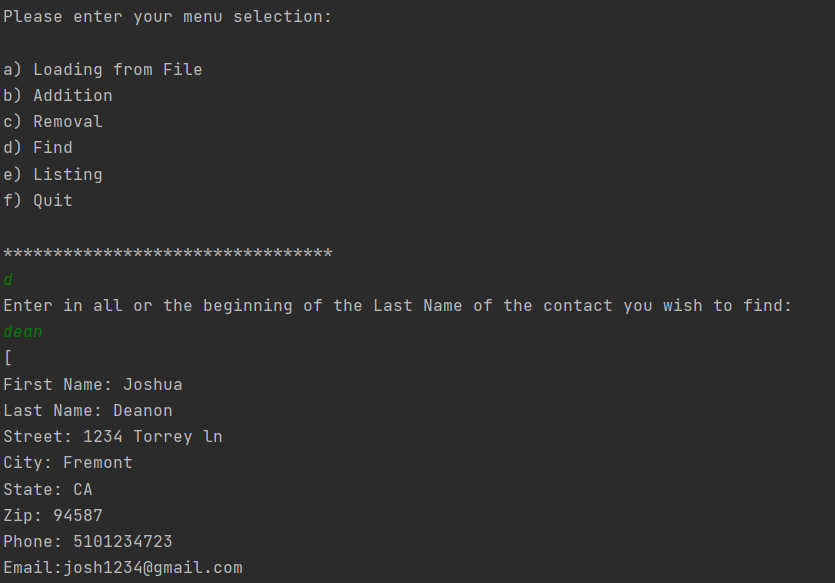 Please enter your menu selection:
a) Loading from File
b) Addition
c) Removal
d) Find
e) Listing
f) Quit
*********************************
d
Enter in all or the beginning of the Last Name of the contact you wish to find:
dean
[
First Name: Joshua
Last Name: Deanon
Street: 1234 Torrey ln
City: Fremont
State: CA
Zip: 94587
Phone: 5101234723
Email:josh1234@gmail.com